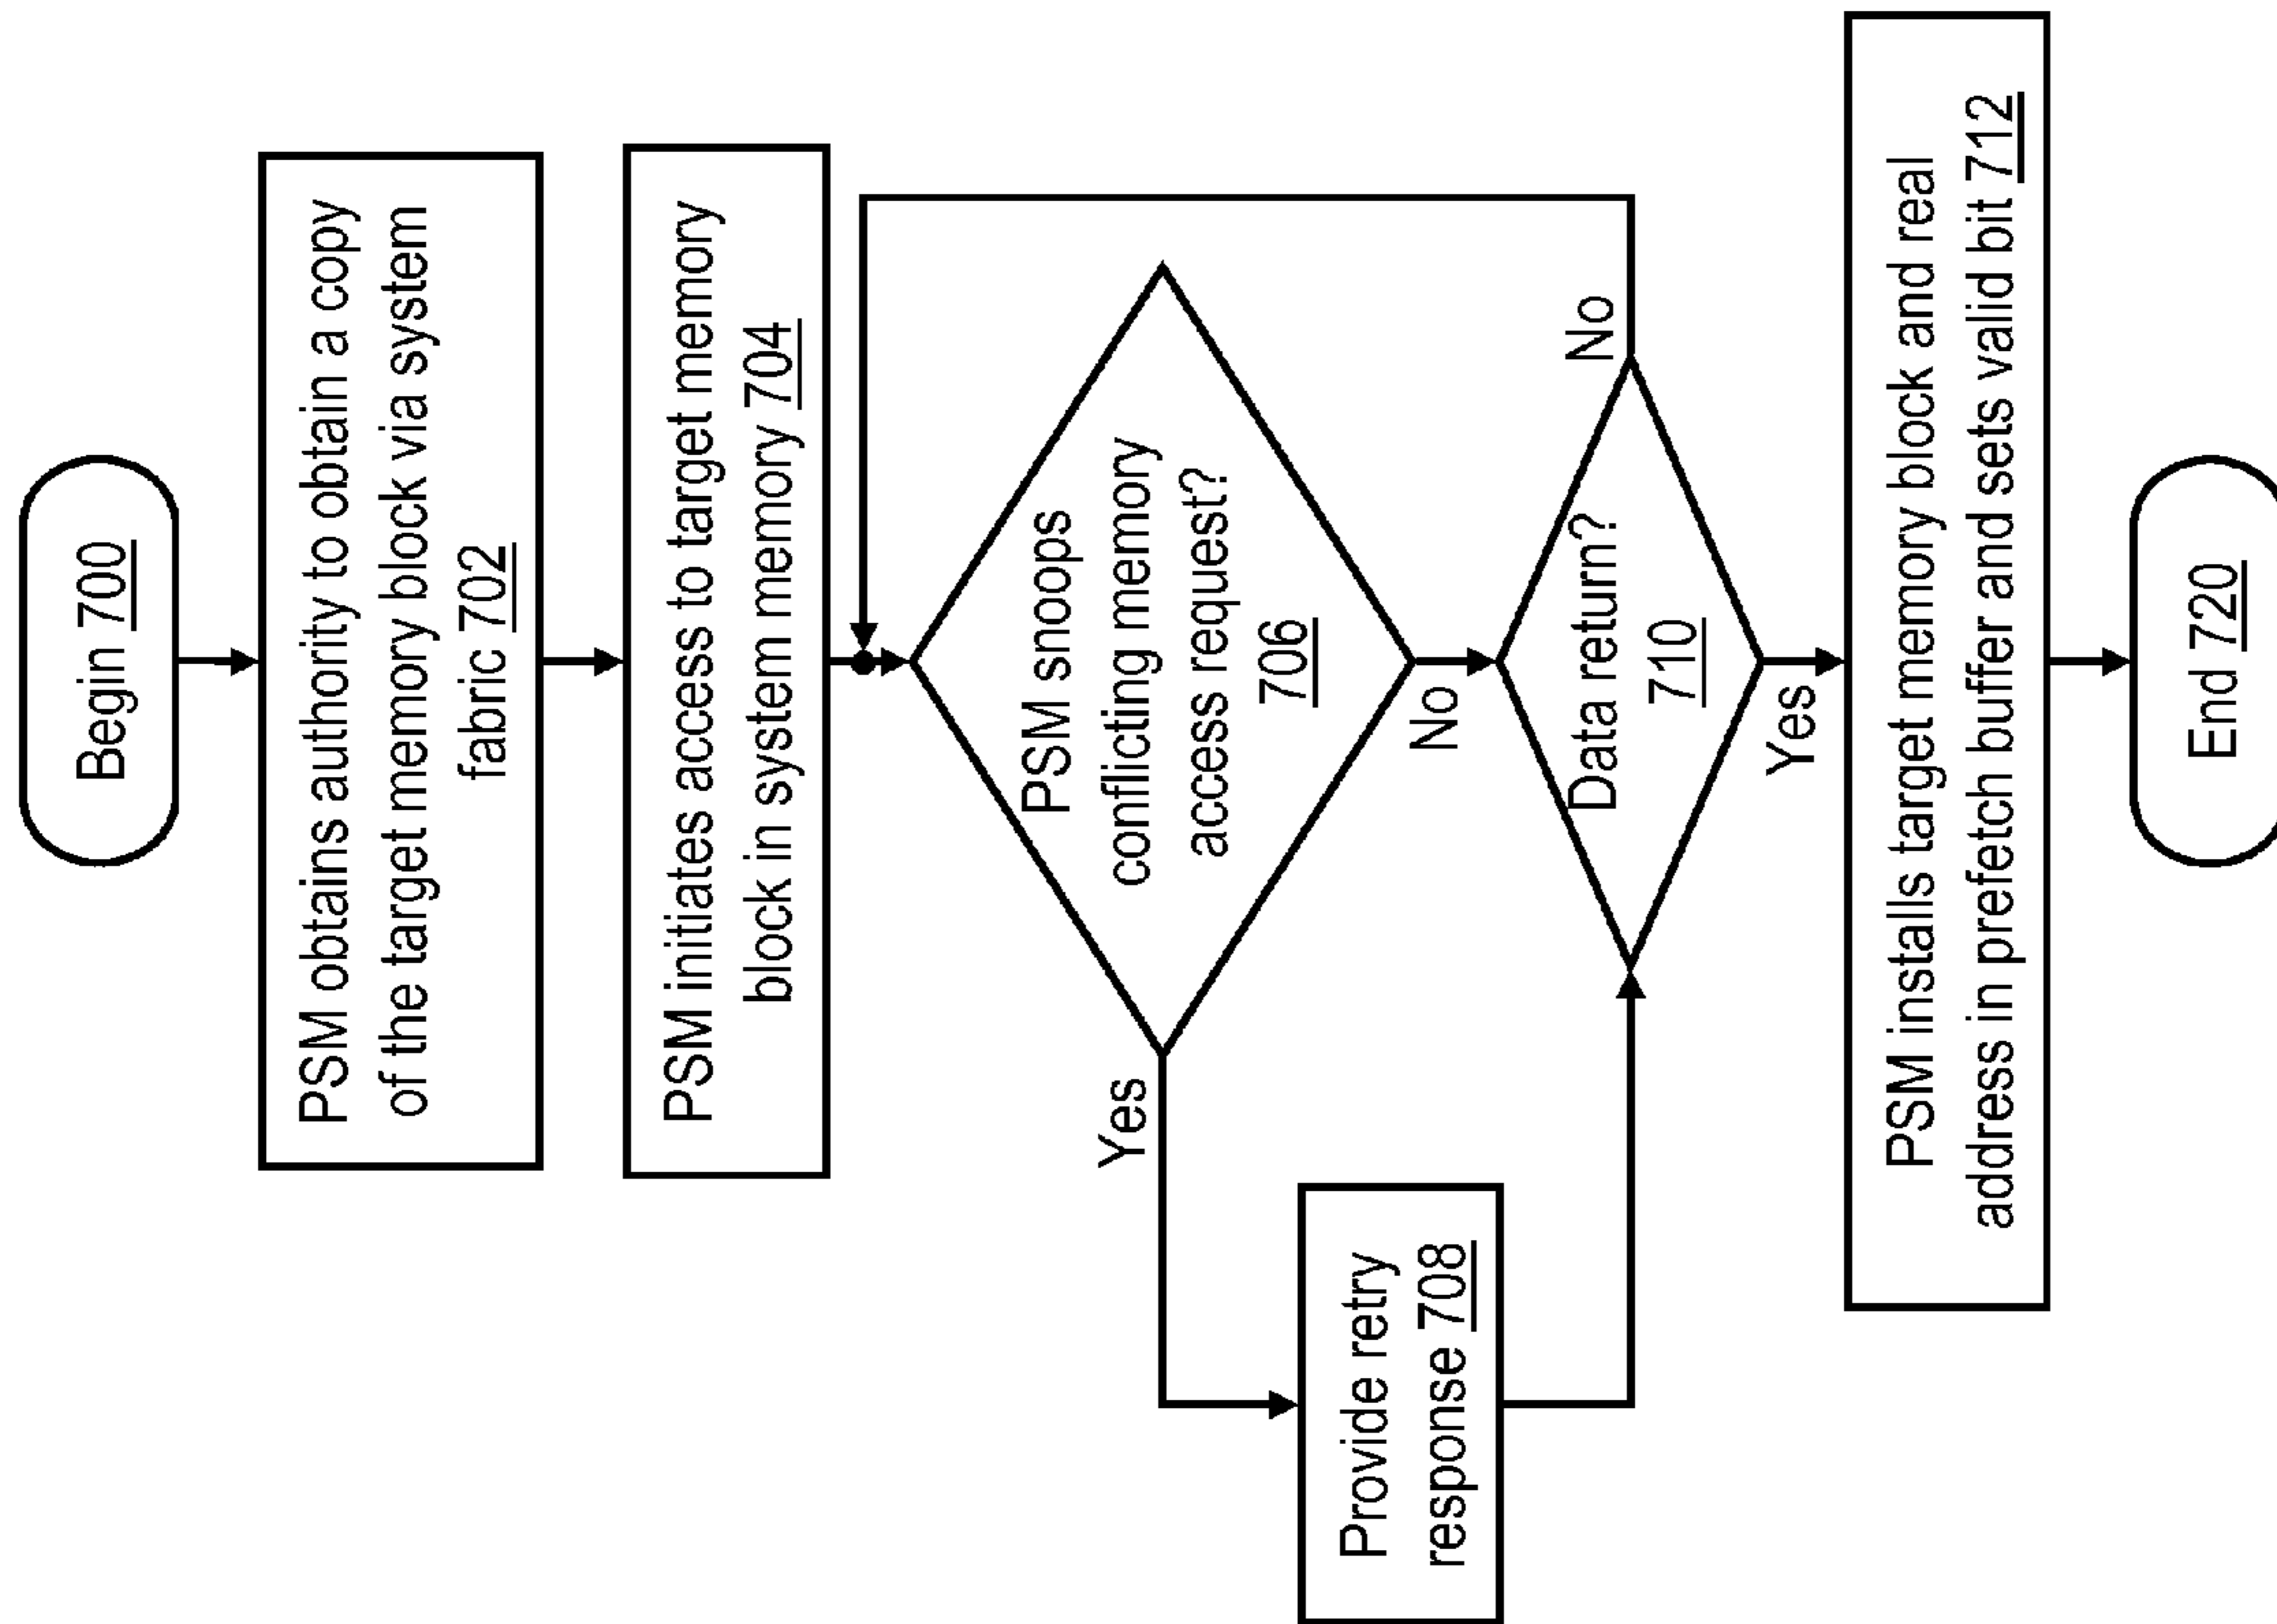 Begin 700
PSM obtains authority to obtain a copy
of the target memory block via system
fabric 702
PSM initiates access to target memory
block in system memory 704
PSM snoops
conflicting memory
access request?
706
Yes
No
Provide retry
response 708
Data return?
710
No
Yes
PSM installs target memory block and real
address in prefetch buffer and sets valid bit 712
End 720